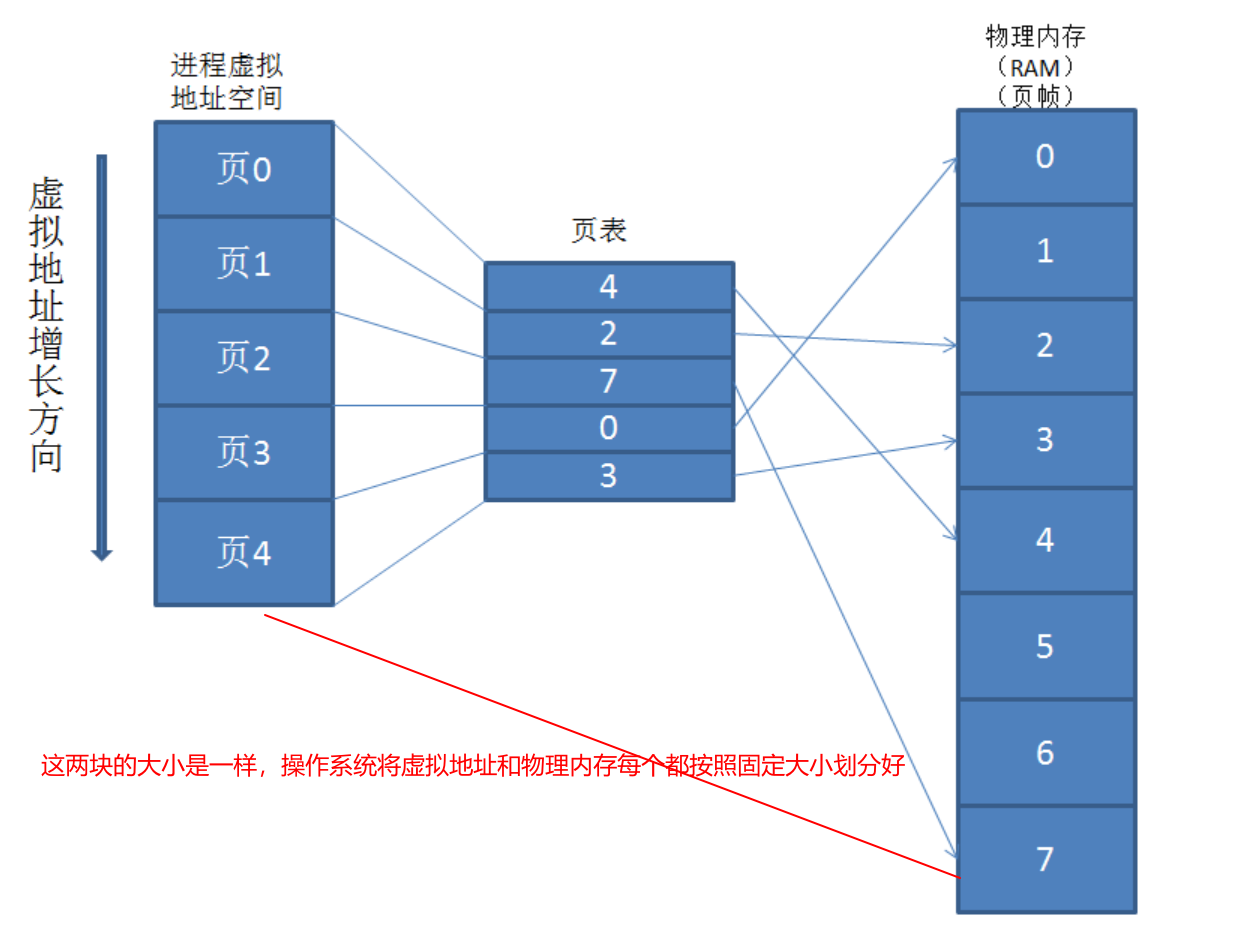 进程虚拟
地址空间
虚拟地址增长方向
页0
页1
页2
页3
页4
页表
4
2
7
0
3
物理内存
（RAM）
（页帧）
0
1
2
3
4
5
6
7
这两块的大小是一样，操作系统将虚拟地址和物理内存每个都按照固定大小划分好